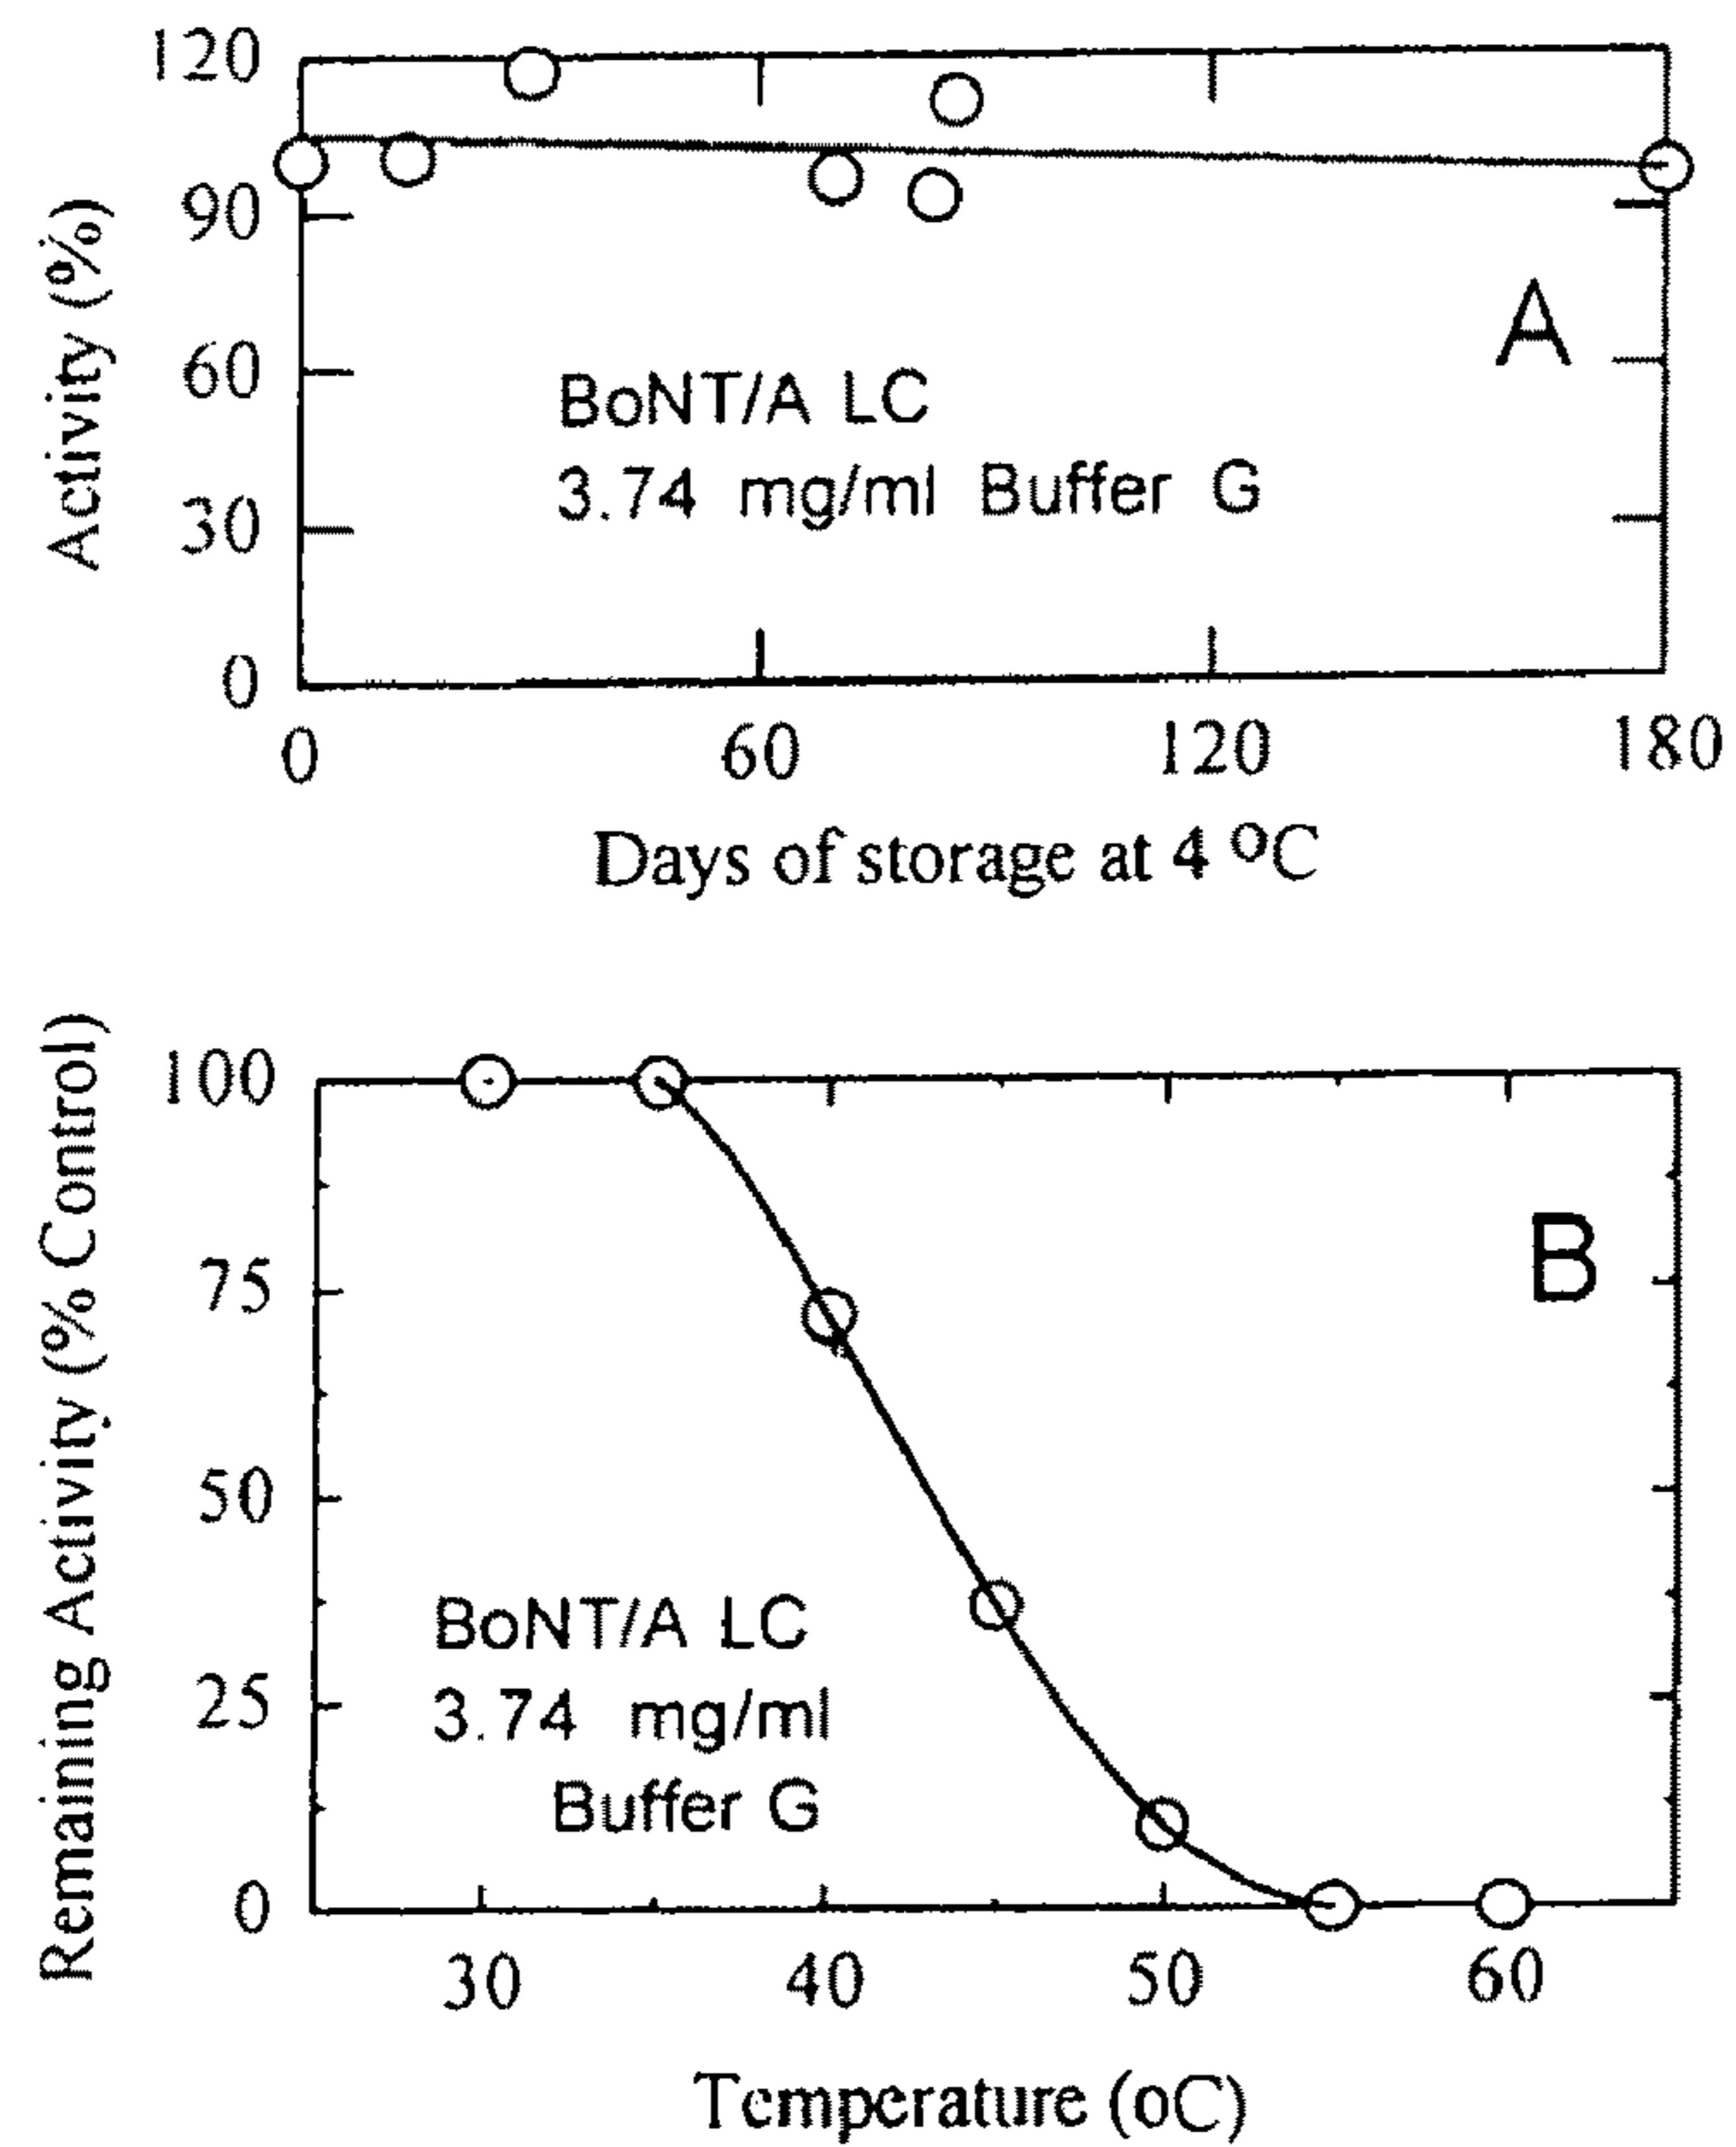 120
90
60
30
0
Activity (%)
A
BoNT/A LC
3.74 mg/ml Buffer G
0 60 120 180
Days of storage at 4 ºC
100
75
50
25
0
Remaining Activity (% Control)
B
BoNT/A LC
3.74 mg/ml
Buffer G
30 40 50 60
Temperature (oC)